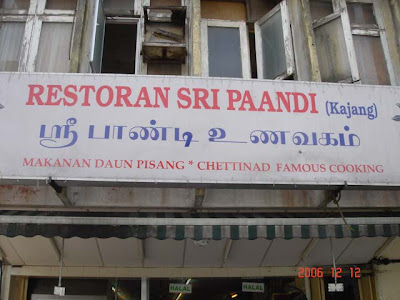 RESTORAN SRI PAANDI (Kajang)
ஸ்ரீ பாண்டி உணவகம்
MAKANAN DAUN PISANG * CHETTINAD FAMOUS COOKING
HALAL HALAL
2006 12 12